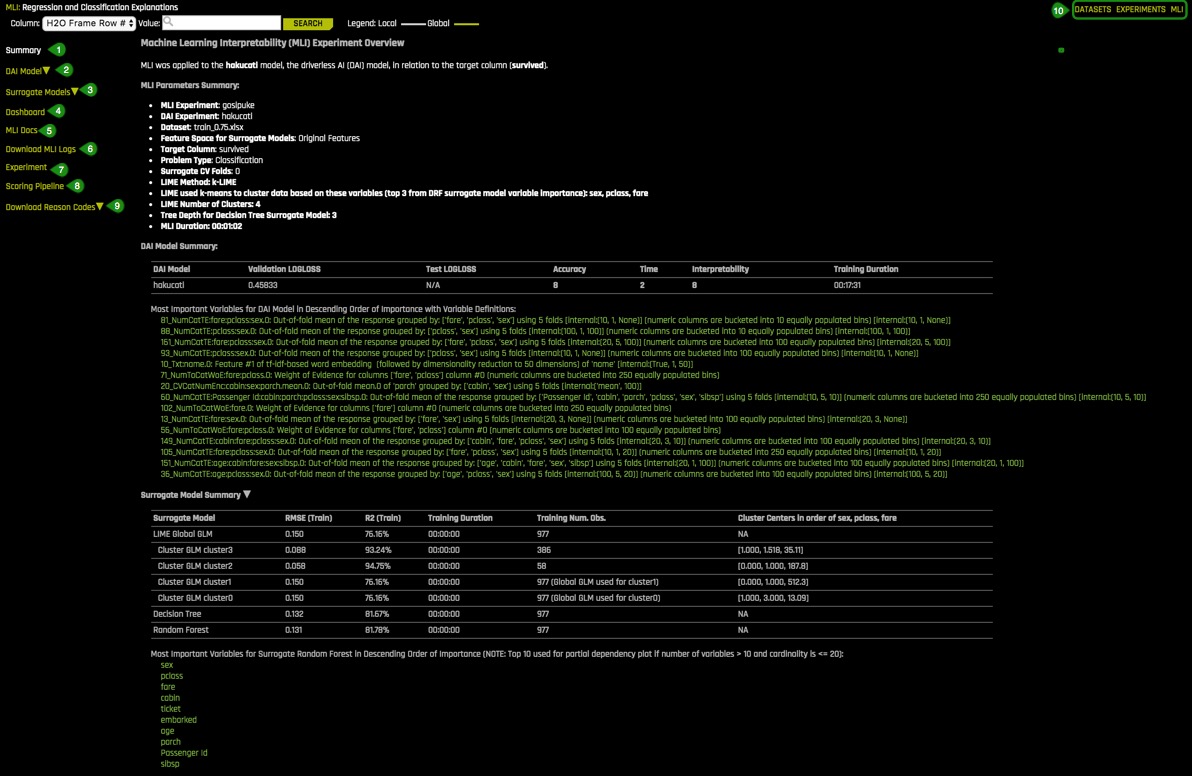 MLI: Regression and Classification Explanations
Column: H2O Frame Row # Value: SEARCH Legend: Local Global
10 DATASETS EXPERIMENTS MLI
Summary 1
DAI Model 2
Surrogate Models 3
Dashboard 4
MLI Docs 5
Download MLI Logs 6
Experiment 7
Scoring Pipeline 8
Download Reason Codes 9
Machine Learning Interpretability (MLI) Experiment Overview
MLI was applied to the hakucati model, the driverless AI (DAI) model, in relation to the target column (survived).
MLI Parameters Summary:
• MLI Experiment: gosipuke
• DAI Experiment: hakucati
• Dataset: train_0.75.xlsx
• Feature Space for Surrogate Models: Original Features
• Target Column: survived
• Problem Type: Classification
• Surrogate CV Folds: 0
• LIME Method: k-LIME
• LIME used k-means to cluster data based on these variables (top 3 from DRF surrogate model variable importance): sex, pclass, fare
• LIME Number of Clusters: 4
• Tree Depth for Decision Tree Surrogate Model: 3
• MLI Duration: 00:01:02
DAI Model Summary:
DAI Model Validation LOGLOSS Test LOGLOSS Accuracy Time Interpretability Training Duration
hakucati 0.45833 N/A 8 2 8 00:17:31
Most Important Variables for DAI Model in Descending Order of Importance with Variable Definitions:
81_NumCatTE:fare:pclass:sex.0: Out-of-fold mean of the response grouped by: ['fare', 'pclass', 'sex'] using 5 folds [internal:(10, 1, None)] (numeric columns are bucketed into 10 equally populated bins) [internal:(10, 1, None)]
88_NumCatTE:pclass:sex.0: Out-of-fold mean of the response grouped by: ['pclass', 'sex'] using 5 folds [internal:(100, 1, 100)] (numeric columns are bucketed into 10 equally populated bins) [internal:(100, 1, 100)]
161_NumCatTE:fare:pclass:sex.0: Out-of-fold mean of the response grouped by: ['fare', 'pclass', 'sex'] using 5 folds [internal:(20, 5, 100)] (numeric columns are bucketed into 100 equally populated bins) [internal:(20, 5, 100)]
93_NumCatTE:pclass:sex.0: Out-of-fold mean of the response grouped by: ['pclass', 'sex'] using 5 folds [internal:(10, 1, None)] (numeric columns are bucketed into 100 equally populated bins) [internal:(10, 1, None)]
10_Txt:name.0: Feature #1 of tf-idf-based word embedding (followed by dimensionality reduction to 50 dimensions) of 'name' [internal:(True, 1, 50)]
71_NumToCatWoE:fare:pclass.0: Weight of Evidence for columns ['fare', 'pclass'] column #0 (numeric columns are bucketed into 250 equally populated bins)
20_CVCatNumEnc:cabin:sex:parch.mean.0: Out-of-fold mean.0 of 'parch' grouped by: ['cabin', 'sex'] using 5 folds [internal:('mean', 100)]
60_NumCatTE:Passenger Id:cabin:parch:pclass:sex:sibsp.0: Out-of-fold mean of the response grouped by: ['Passenger Id', 'cabin', 'parch', 'pclass', 'sex', 'sibsp'] using 5 folds [internal:(10, 5, 10)] (numeric columns are bucketed into 250 equally populated bins) [internal:(10, 5, 10)]
102_NumToCatWoE:fare.0: Weight of Evidence for columns ['fare'] column #0 (numeric columns are bucketed into 250 equally populated bins)
13_NumCatTE:fare:sex.0: Out-of-fold mean of the response grouped by: ['fare', 'sex'] using 5 folds [internal:(20, 3, None)] (numeric columns are bucketed into 100 equally populated bins) [internal:(20, 3, None)]
56_NumToCatWoE:fare:pclass.0: Weight of Evidence for columns ['fare', 'pclass'] column #0 (numeric columns are bucketed into 100 equally populated bins)
149_NumCatTE:cabin:fare:pclass:sex.0: Out-of-fold mean of the response grouped by: ['cabin', 'fare', 'pclass', 'sex'] using 5 folds [internal:(20, 3, 10)] (numeric columns are bucketed into 100 equally populated bins) [internal:(20, 3, 10)]
105_NumCatTE:fare:pclass:sex.0: Out-of-fold mean of the response grouped by: ['fare', 'pclass', 'sex'] using 5 folds [internal:(10, 1, 20)] (numeric columns are bucketed into 250 equally populated bins) [internal:(10, 1, 20)]
151_NumCatTE:age:cabin:fare:sex:sibsp.0: Out-of-fold mean of the response grouped by: ['age', 'cabin', 'fare', 'sex', 'sibsp'] using 5 folds [internal:(20, 1, 100)] (numeric columns are bucketed into 100 equally populated bins) [internal:(20, 1, 100)]
36_NumCatTE:age:pclass:sex.0: Out-of-fold mean of the response grouped by: ['age', 'pclass', 'sex'] using 5 folds [internal:(100, 5, 20)] (numeric columns are bucketed into 100 equally populated bins) [internal:(100, 5, 20)]
Surrogate Model Summary
Surrogate Model RMSE (Train) R2 (Train) Training Duration Training Num. Obs. Cluster Centers in order of sex, pclass, fare
LIME Global GLM 0.150 76.16% 00:00:00 977 NA
Cluster GLM cluster3 0.088 93.24% 00:00:00 386 [1.000, 1.518, 35.11]
Cluster GLM cluster2 0.058 94.75% 00:00:00 58 [0.000, 1.000, 187.8]
Cluster GLM cluster1 0.150 76.16% 00:00:00 977 (Global GLM used for cluster1) [0.000, 1.000, 512.3]
Cluster GLM cluster0 0.150 76.16% 00:00:00 977 (Global GLM used for cluster0) [1.000, 3.000, 13.09]
Decision Tree 0.132 81.67% 00:00:00 977 NA
Random Forest 0.131 81.78% 00:00:00 977 NA
Most Important Variables for Surrogate Random Forest in Descending Order of Importance (NOTE: Top 10 used for partial dependency plot if number of variables > 10 and cardinality is <= 20):
sex
pclass
fare
cabin
ticket
embarked
age
parch
Passenger Id
sibsp